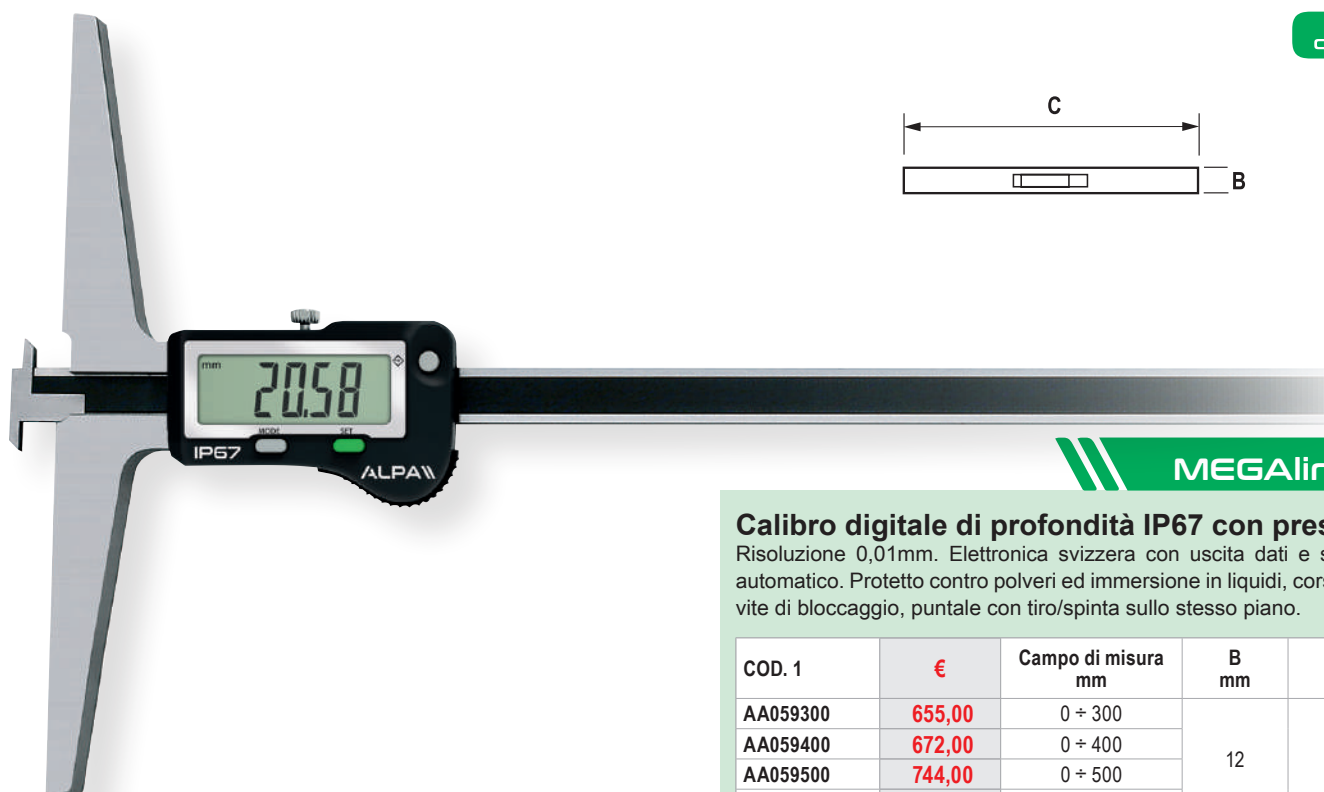 C
B
mm
20.58
MODE SET
IP67
ALPA
Calibro digitale di profondità IP67 con
Risoluzione 0,01mm. Elettronica svizzera con uscita dati e
automatico. Protetto contro polveri ed immersione in liquidi,
vite di bloccaggio, puntale con tiro/spinta sullo stesso piano.
COD. 1 € Campo di misura mm B mm
AA059300 655,00 0 ÷ 300
AA059400 672,00 0 ÷ 400
12
AA059500 744,00 0 ÷ 500